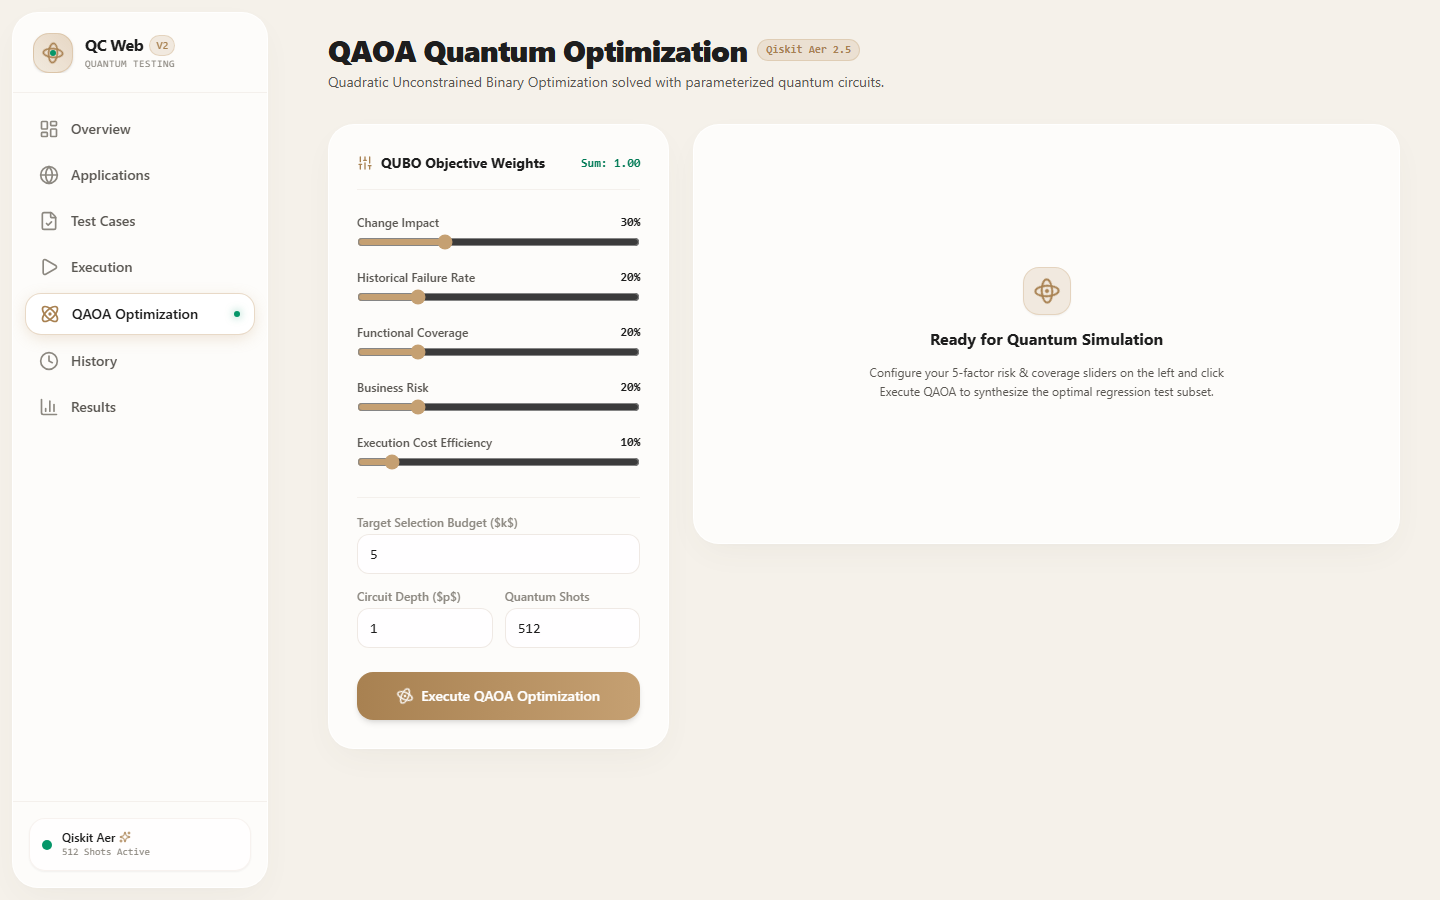 QC Web V2
QUANTUM TESTING
Overview
Applications
Test Cases
Execution
QAOA Optimization
History
Results
Qiskit Aer
512 Shots Active
QAOA Quantum Optimization Qiskit Aer 2.5
Quadratic Unconstrained Binary Optimization solved with parameterized quantum circuits.
QUBO Objective Weights Sum: 1.00
Change Impact 30%
Historical Failure Rate 20%
Functional Coverage 20%
Business Risk 20%
Execution Cost Efficiency 10%
Target Selection Budget ($k$)
5
Circuit Depth ($p$) Quantum Shots
1 512
Execute QAOA Optimization
Ready for Quantum Simulation
Configure your 5-factor risk & coverage sliders on the left and click
Execute QAOA to synthesize the optimal regression test subset.